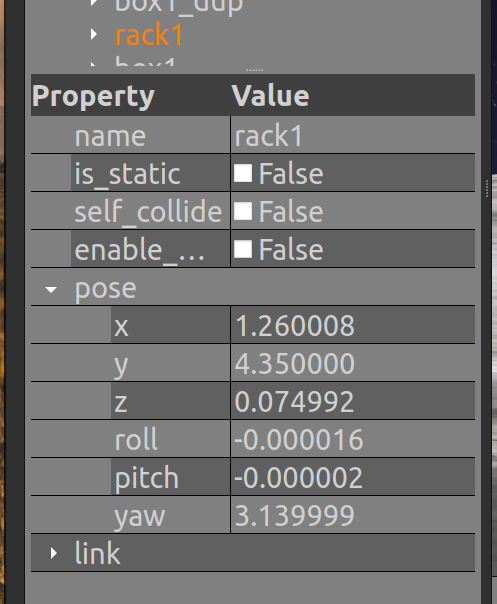 box1_dup
rack1
box1
Property Value
name rack1
is_static False
self_collide False
enable_... False
pose
x 1.260008
y 4.350000
z 0.074992
roll -0.000016
pitch -0.000002
yaw 3.139999
link